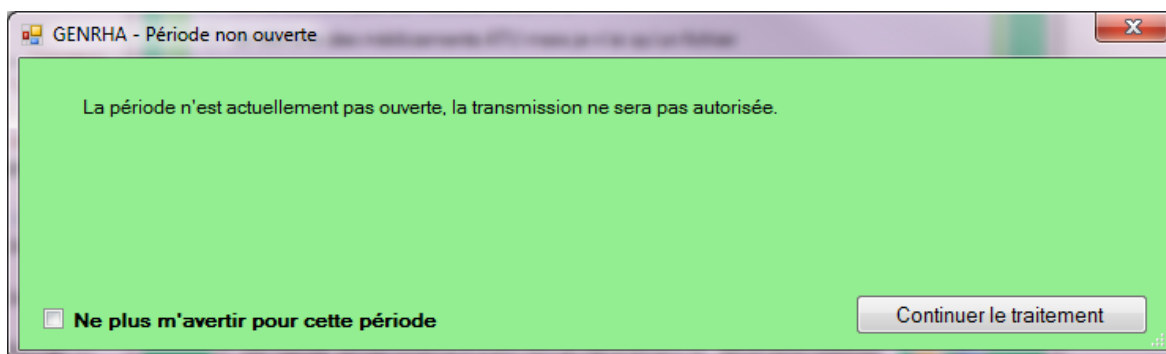 GENRHA - Période non ouverte
La période n'est actuellement pas ouverte, la transmission ne sera pas autorisée.
Ne plus m'avertir pour cette période
Continuer le traitement